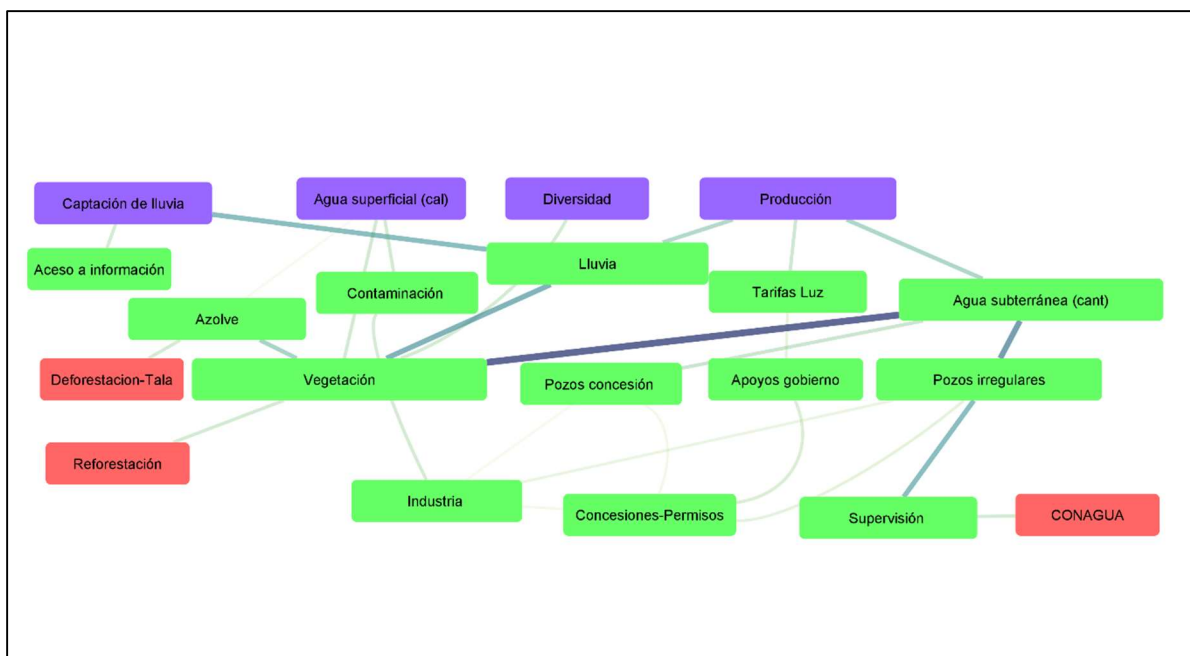 Captación de lluvia
Agua superficial (cal)
Diversidad
Producción
Aceso a información
Contaminación
Lluvia
Tarifas Luz
Agua subterránea (cant)
Azolve
Deforestacion-Tala
Vegetación
Pozos concesión
Apoyos gobierno
Pozos irregulares
Reforestación
Industria
Concesiones-Permisos
Supervisión
CONAGUA